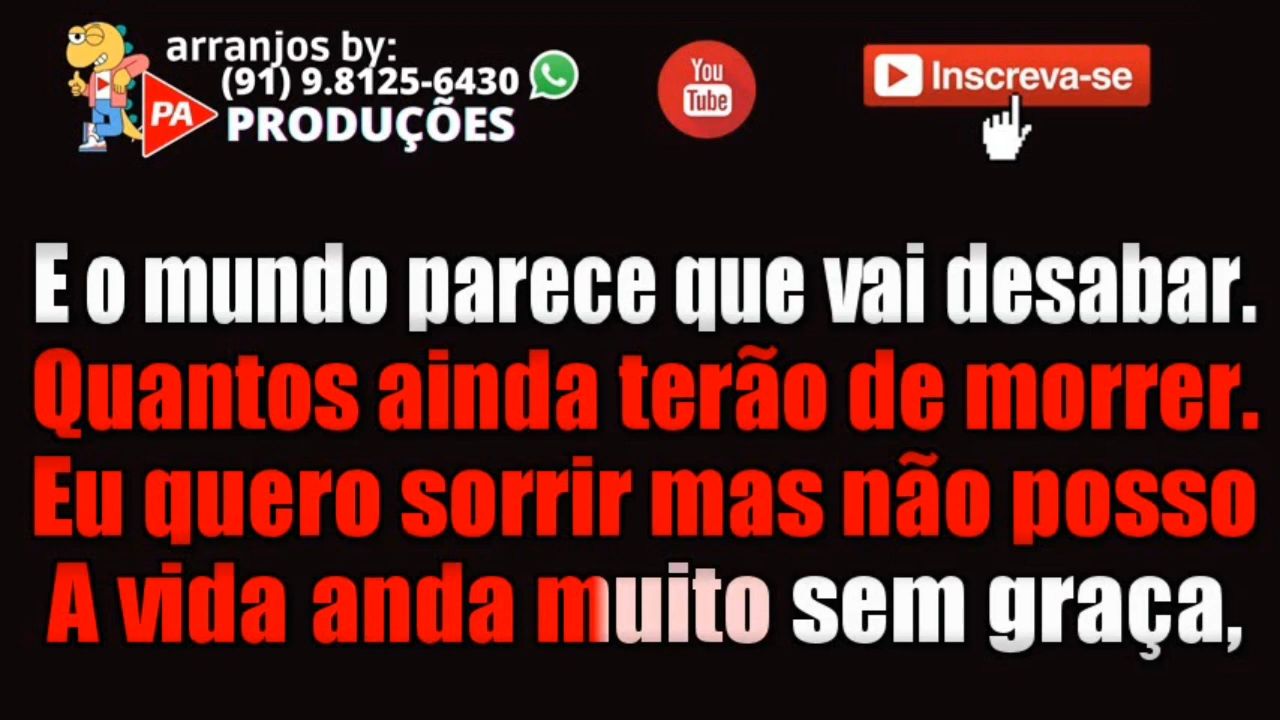 arranjos by:
(91) 9.8125-6430
PA PRODUÇÕES
You
Tube
Inscreva-se
E o mundo parece que vai desabar.
Quantos ainda terão de morrer.
Eu quero sorrir mas não posso
A vida anda muito sem graça,